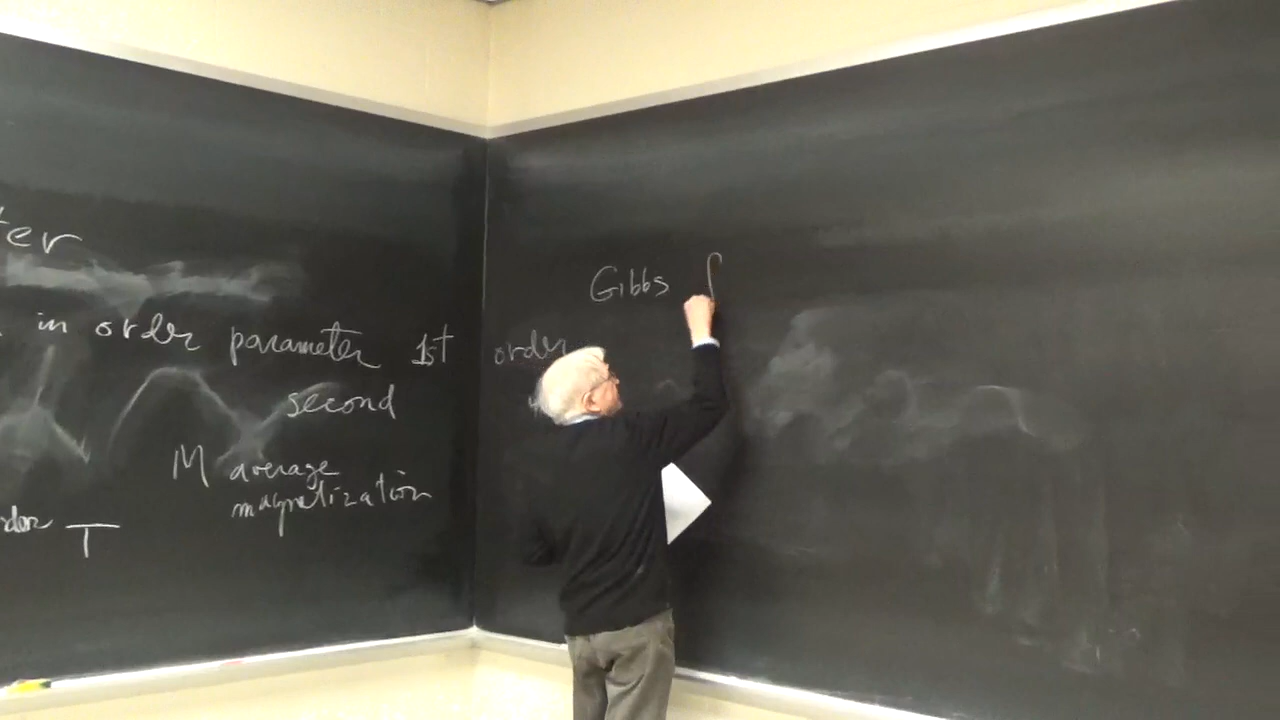 ter
in order parameter 1st order
second
M average
magnetization
T
Gibbs f